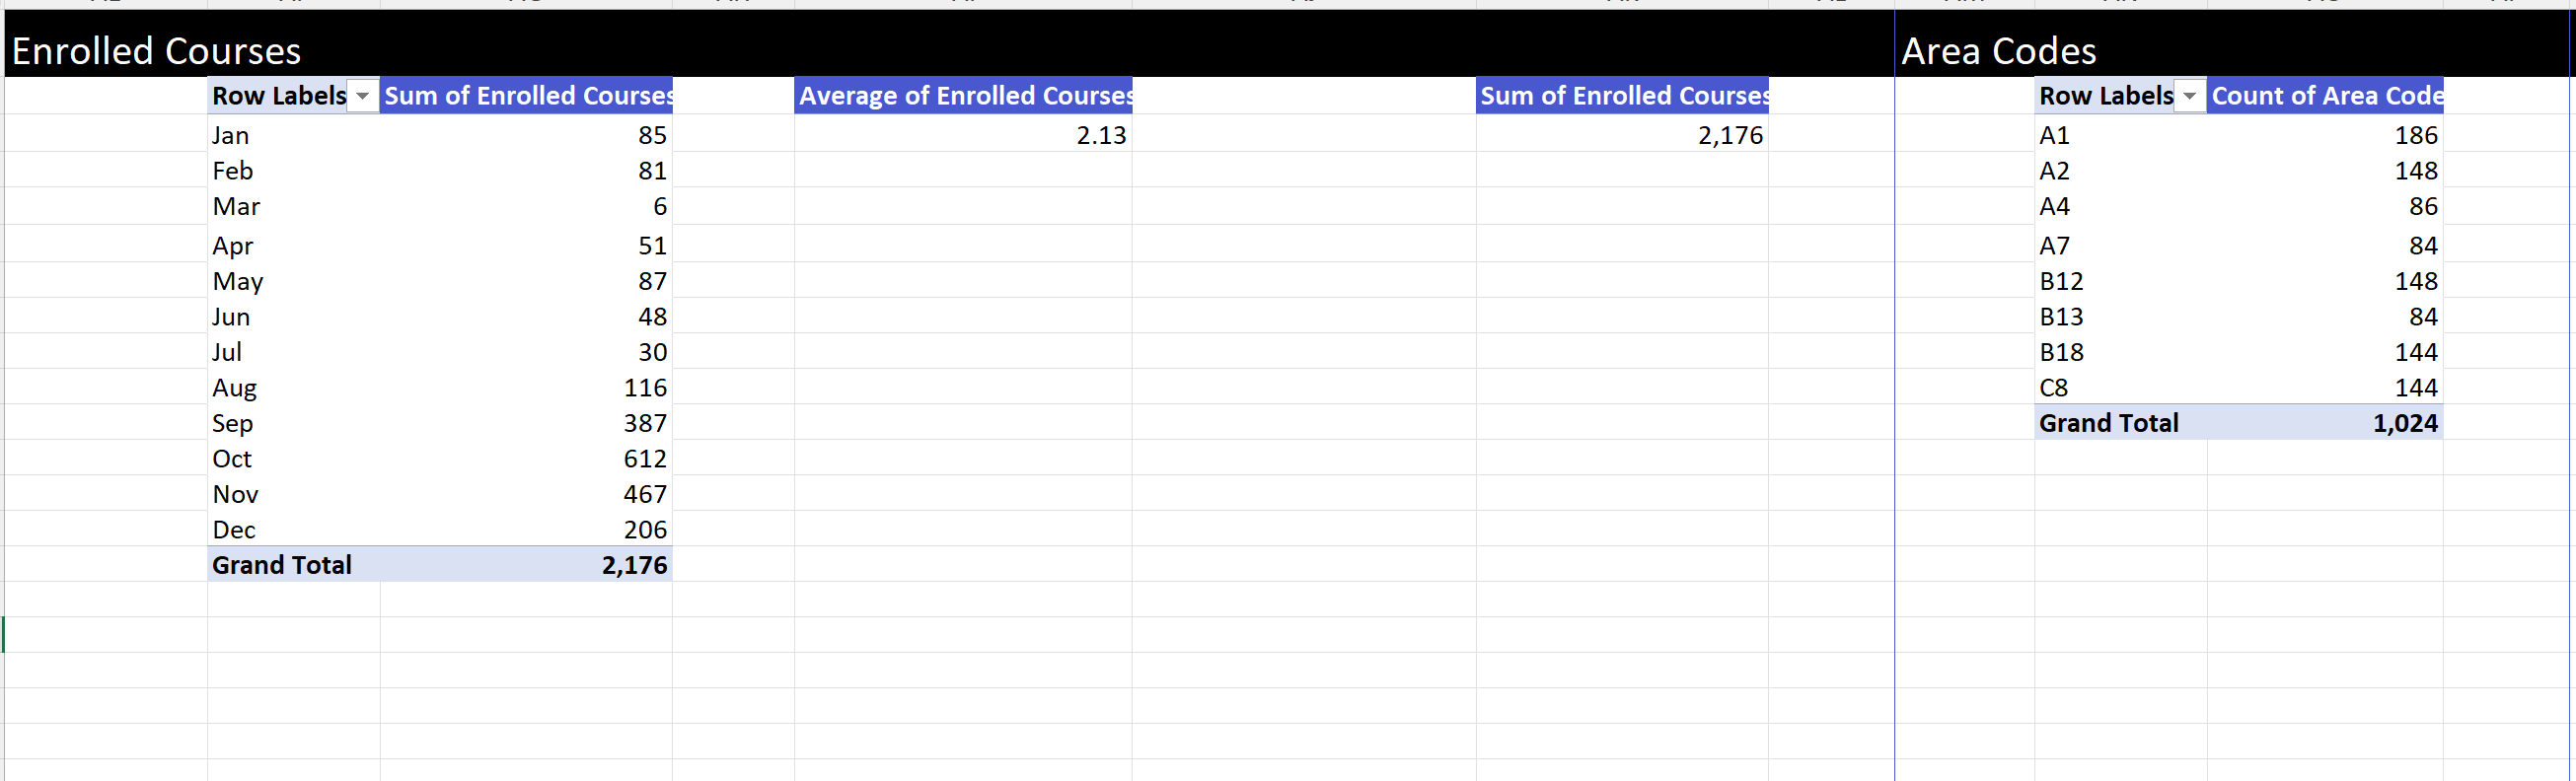 Enrolled Courses Area Codes
Row Labels Sum of Enrolled Courses Average of Enrolled Courses Sum of Enrolled Courses Row Labels Count of Area Code
Jan 85 2.13 2,176 A1 186
Feb 81 A2 148
Mar 6 A4 86
Apr 51 A7 84
May 87 B12 148
Jun 48 B13 84
Jul 30 B18 144
Aug 116 C8 144
Sep 387 Grand Total 1,024
Oct 612
Nov 467
Dec 206
Grand Total 2,176